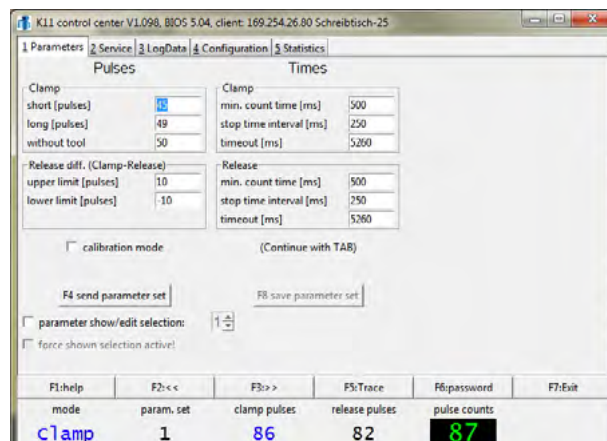 K11 control center V1.098, BIOS 5.04, client: 169.254.26.80 Schreibtisch-25
1 Parameters 2 Service 3 LogData 4 Configuration 5 Statistics
Pulses Times
Clamp Clamp
short [pulses] 45 min. count time [ms] 500
long [pulses] 49 stop time interval [ms] 250
without tool 50 timeout [ms] 5260
Release diff. (Clamp-Release) Release
upper limit [pulses] 10 min. count time [ms] 500
lower limit [pulses] -10 stop time interval [ms] 250
timeout [ms] 5260
calibration mode (Continue with TAB)
F4 send parameter set F8 save parameter set
parameter show/edit selection: 1
force shown selection active!
F1:help F2:<< F3:>> F5:Trace F6:password F7:Exit
mode param. set clamp pulses release pulses pulse counts
Clamp 1 86 82 87